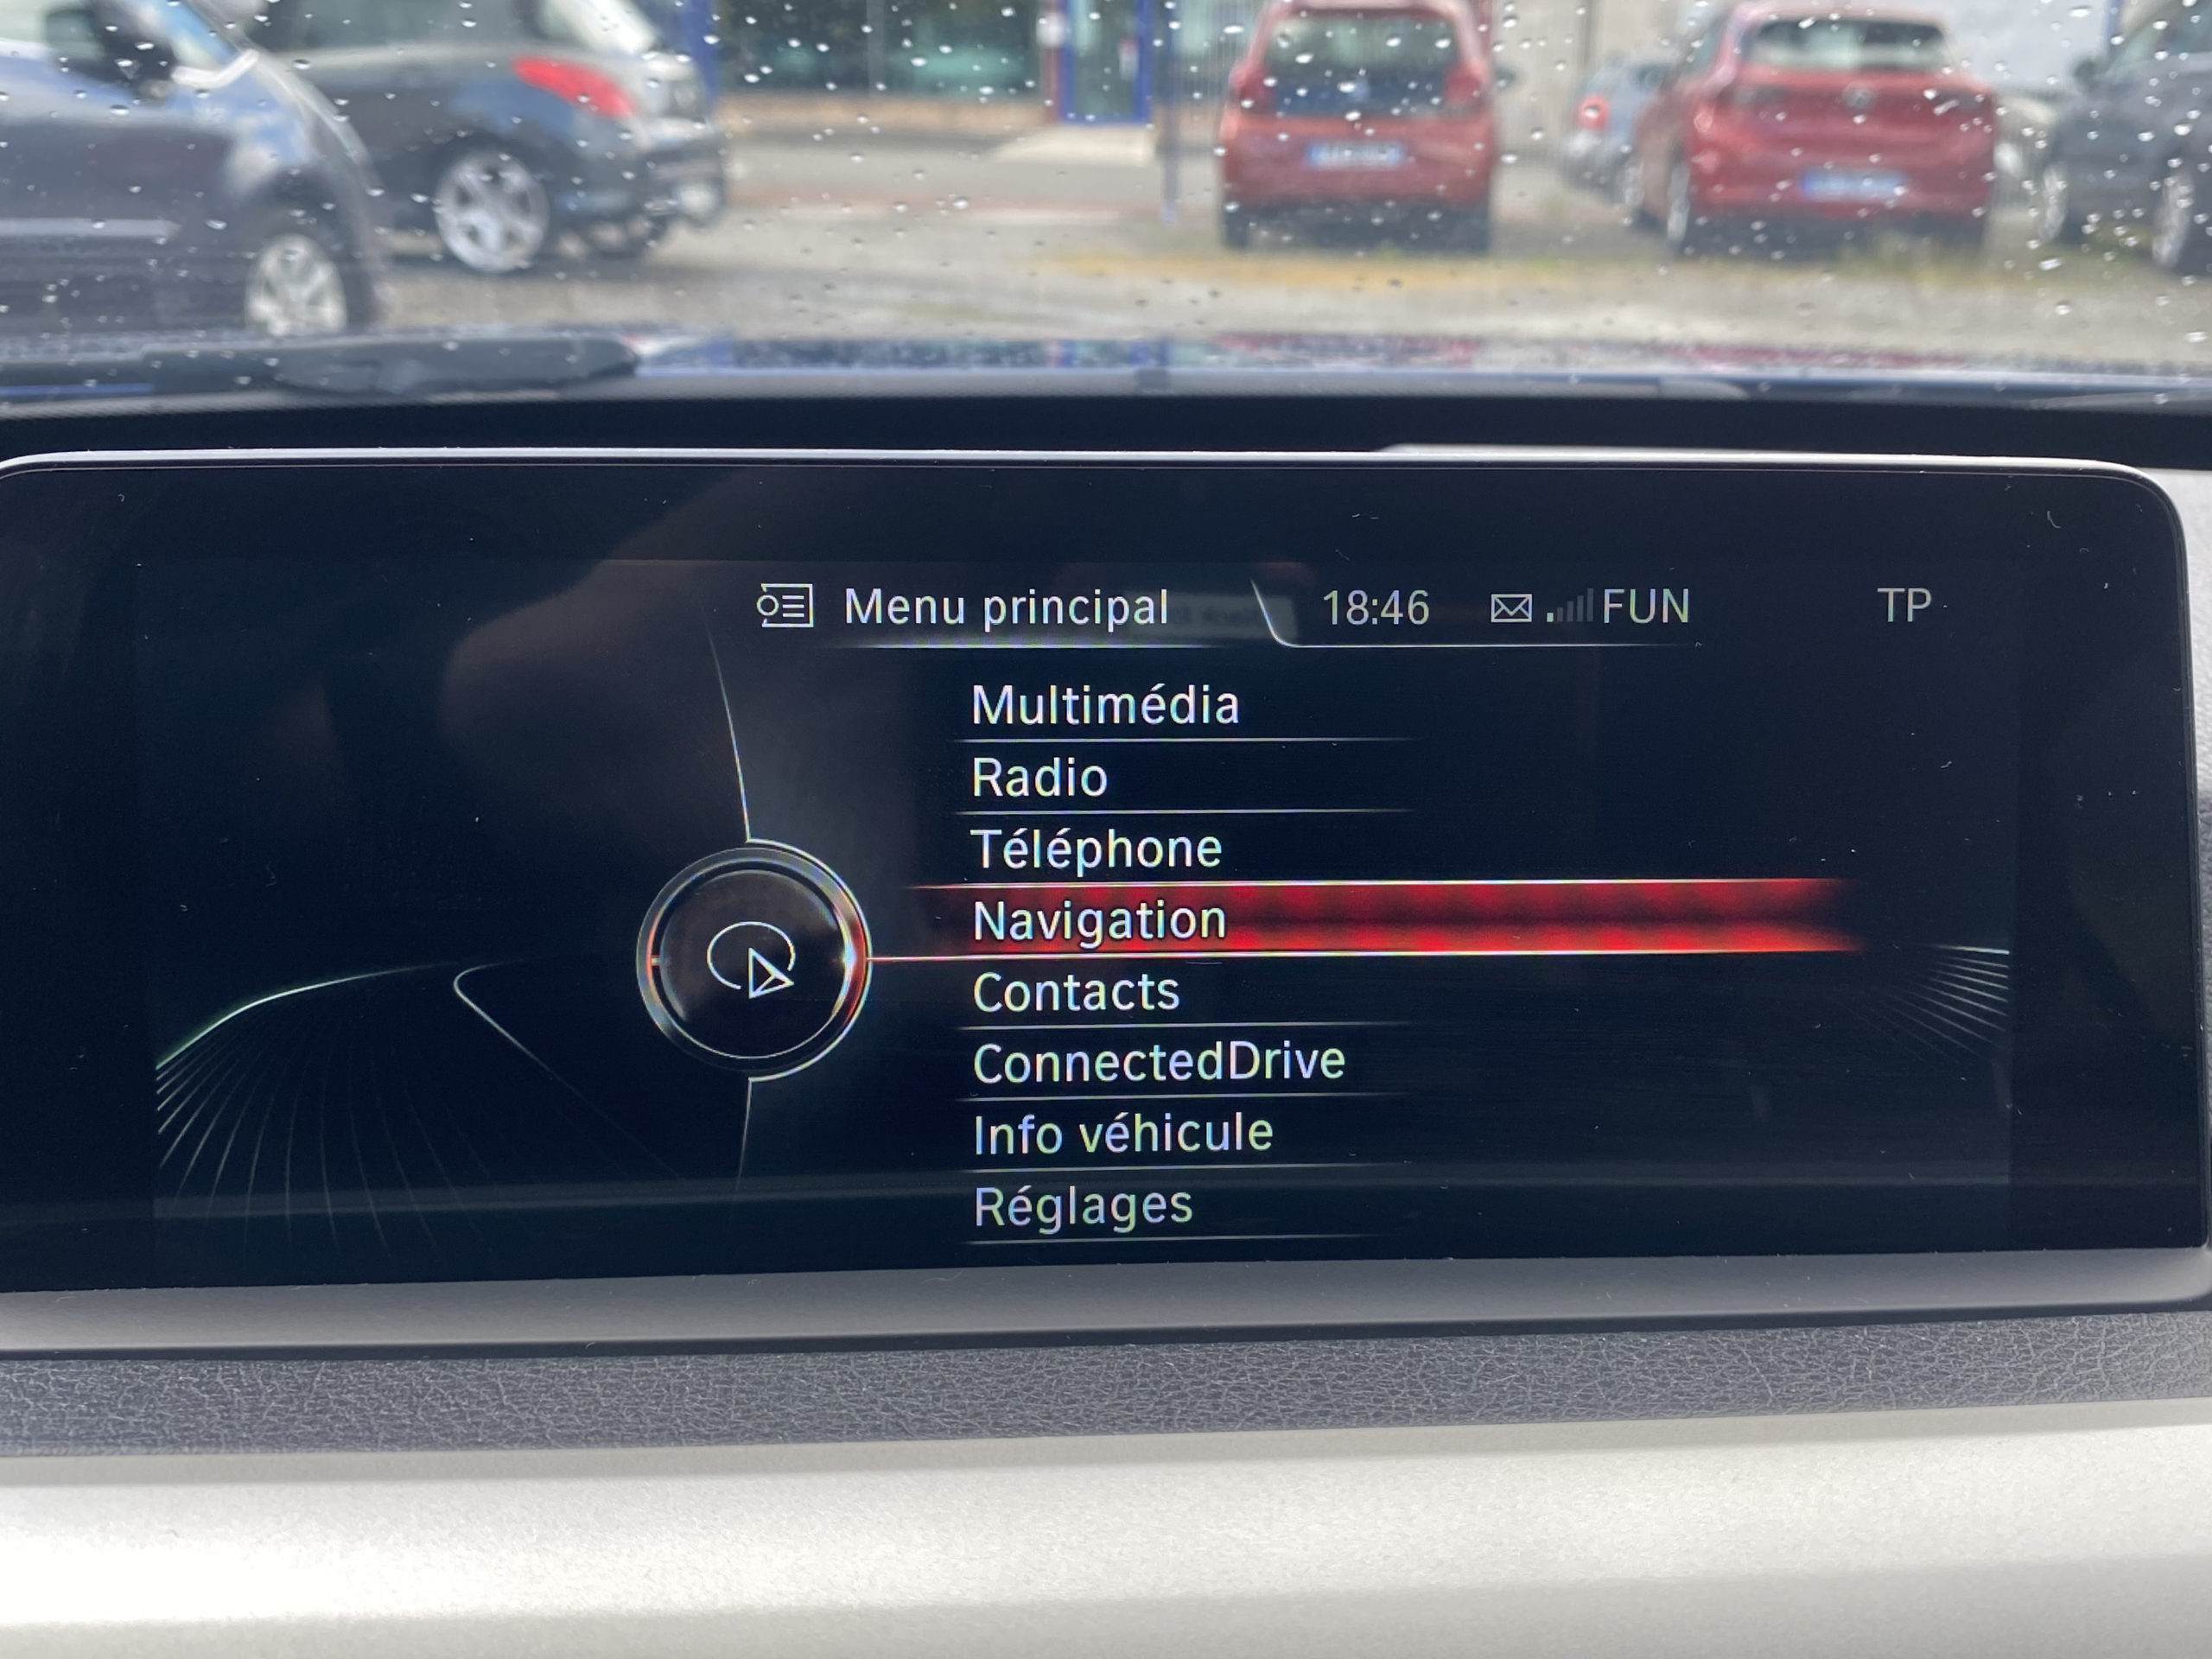 Menu principal 18:46 FUN TP
Multimédia
Radio
Téléphone
Navigation
Contacts
ConnectedDrive
Info véhicule
Réglages